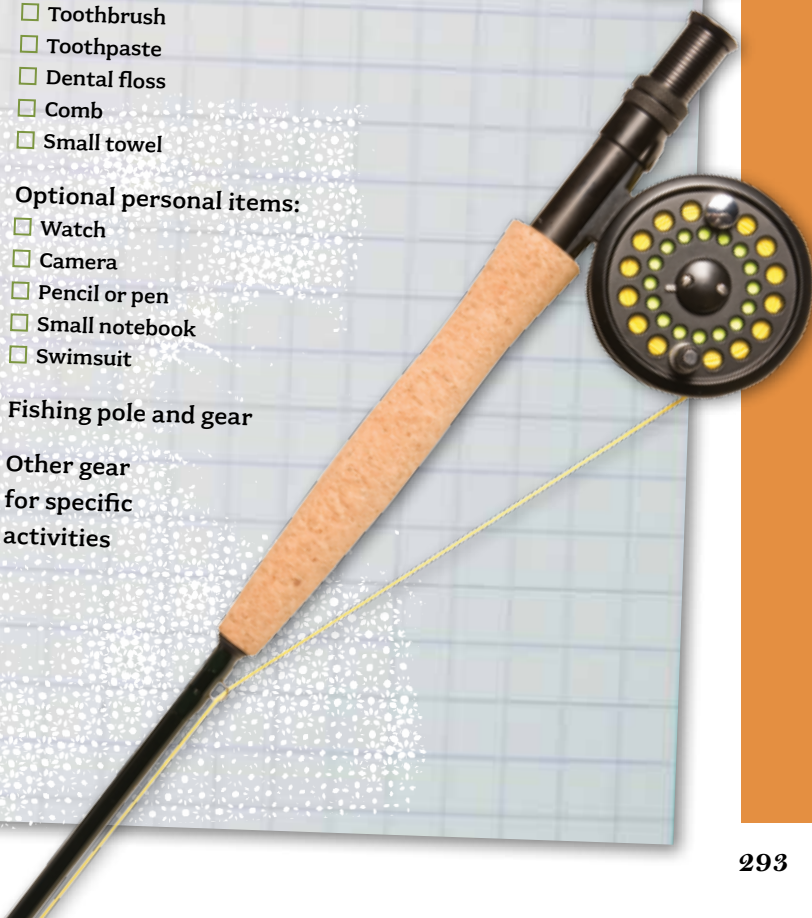 ☐ Toothbrush
☐ Toothpaste
☐ Dental floss
☐ Comb
☐ Small towel
Optional personal items:
☐ Watch
☐ Camera
☐ Pencil or pen
☐ Small notebook
☐ Swimsuit
Fishing pole and gear
Other gear
for specific
activities
293